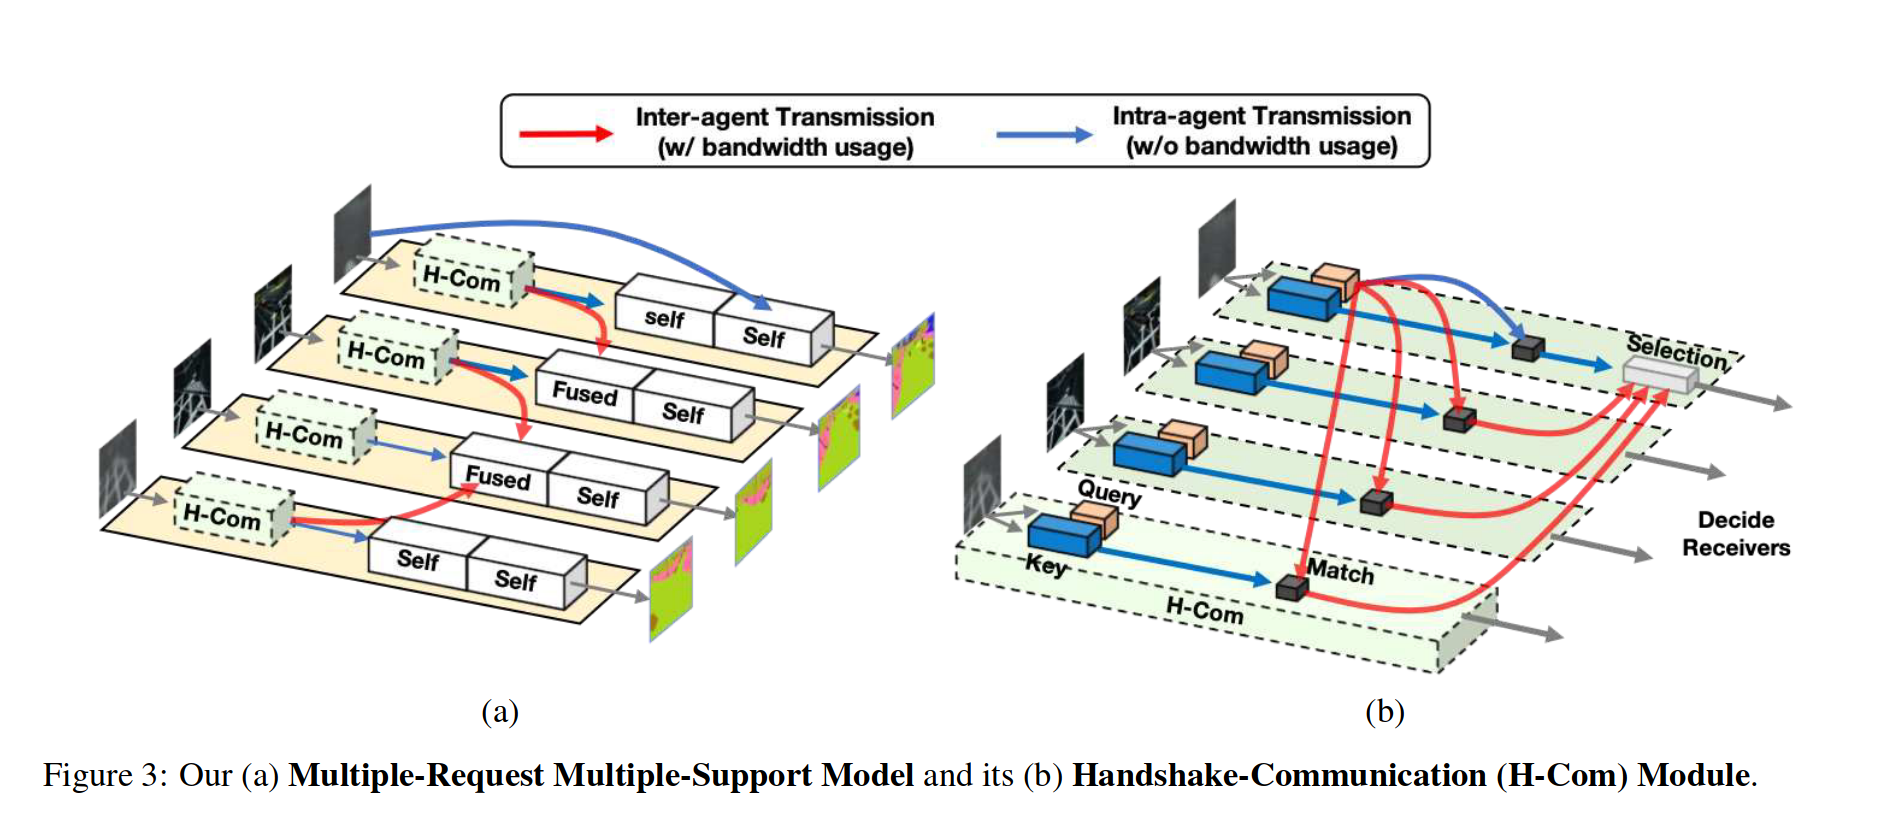 Inter-agent Transmission
(w/ bandwidth usage)
Intra-agent Transmission
(w/o bandwidth usage)
H-Com
self
Self
H-Com
Fused
Self
H-Com
Fused
Self
H-Com
Self
Self
Selection
Query
Key
Match
H-Com
Decide
Receivers
(a)
(b)
Figure 3: Our (a) Multiple-Request Multiple-Support Model and its (b) Handshake-Communication (H-Com) Module.